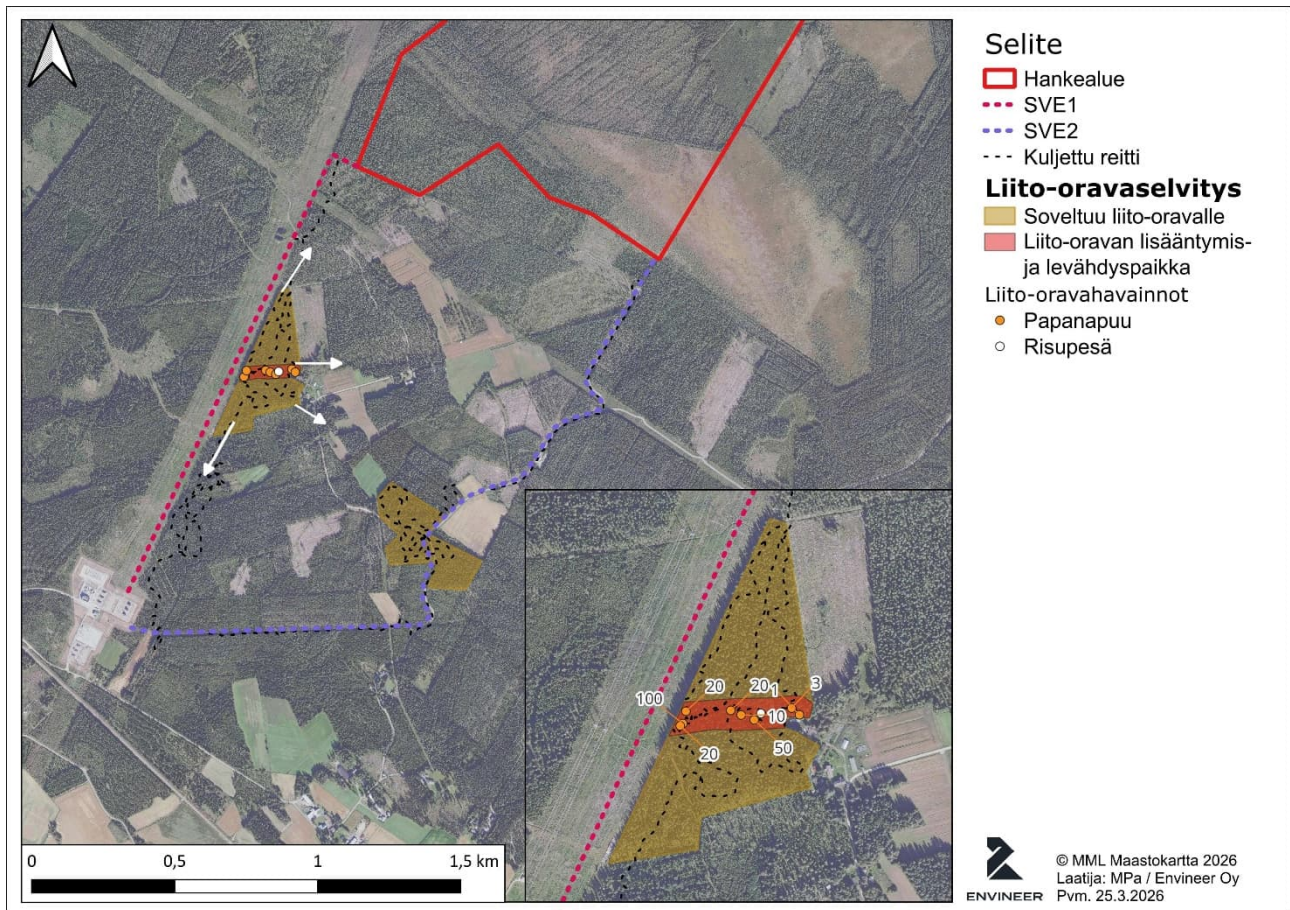 Selite
Hankealue
SVE1
SVE2
Kuljettu reitti
Liito-oravaselvitys
Soveltuu liito-oravalle
Liito-oravan lisääntymis-
ja levähdyspaikka
Liito-oravahavainnot
Papanapuu
Risupesä
100
20
20
1
3
10
20
50
0
0,5
1
1,5 km
ENVINEER
© MML Maastokartta 2026
Laatija: MPa / Envineer Oy
Pvm. 25.3.2026